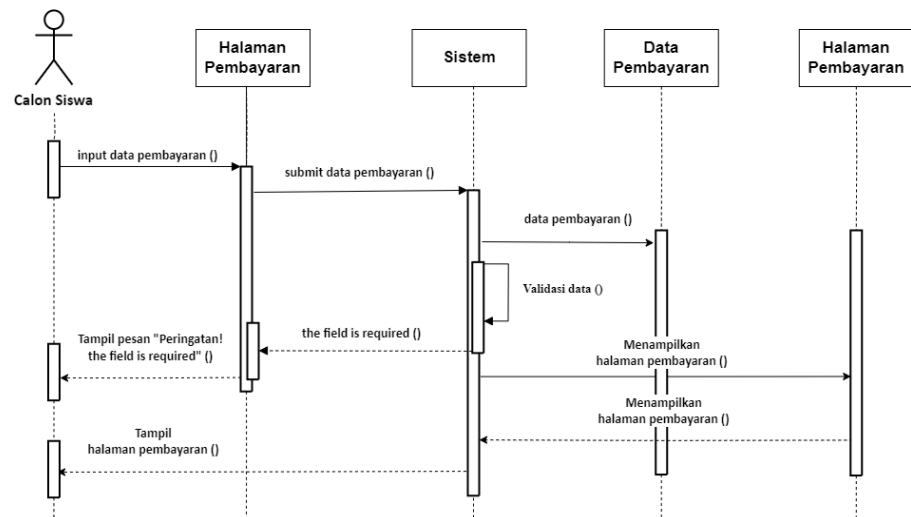 Calon Siswa
Halaman
Pembayaran
Sistem
Data
Pembayaran
Halaman
Pembayaran
input data pembayaran ()
submit data pembayaran ()
data pembayaran ()
Validasi data ()
the field is required ()
Tampil pesan "Peringatan!
the field is required" ()
Menampilkan
halaman pembayaran ()
Menampilkan
halaman pembayaran ()
Tampil
halaman pembayaran ()